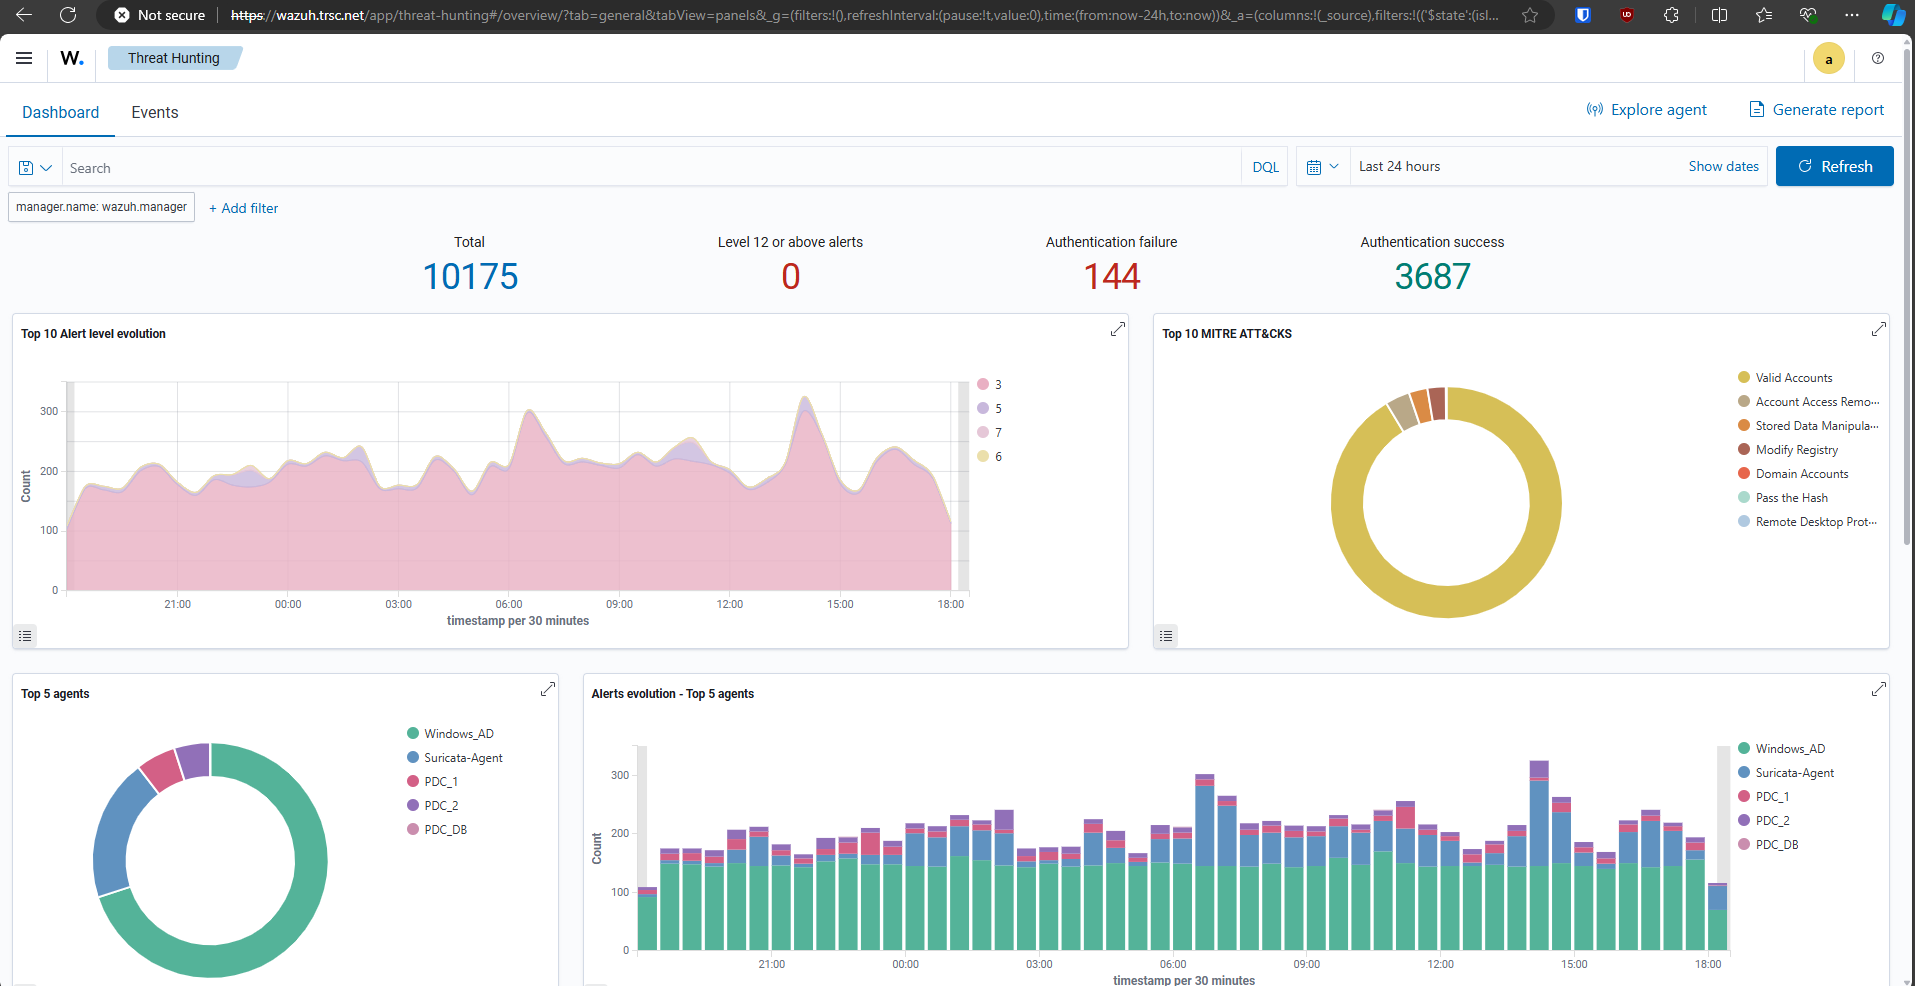 Not secure
https://wazuh.trsc.net/app/threat-hunting#/overview/?tab=general&tabView=panels&_g=(filters:!(),refreshInterval:(pause:!t,value:0),time:(from:now-24h,to:now))&_a=(columns:!(_source),filters:!(('$state':(isl...
W.
Threat Hunting
a
Dashboard
Events
Explore agent
Generate report
Search
DQL
Last 24 hours
Show dates
Refresh
manager.name: wazuh.manager
+ Add filter
Total
10175
Level 12 or above alerts
0
Authentication failure
144
Authentication success
3687
Top 10 Alert level evolution
300
200
100
0
Count
21:00
00:00
03:00
06:00
09:00
12:00
15:00
18:00
timestamp per 30 minutes
3
5
7
6
Top 10 MITRE ATT&CKS
Valid Accounts
Account Access Remo...
Stored Data Manipula...
Modify Registry
Domain Accounts
Pass the Hash
Remote Desktop Prot...
Top 5 agents
Windows_AD
Suricata-Agent
PDC_1
PDC_2
PDC_DB
Alerts evolution - Top 5 agents
300
200
100
0
Count
21:00
00:00
03:00
06:00
09:00
12:00
15:00
18:00
timestamp per 30 minutes
Windows_AD
Suricata-Agent
PDC_1
PDC_2
PDC_DB